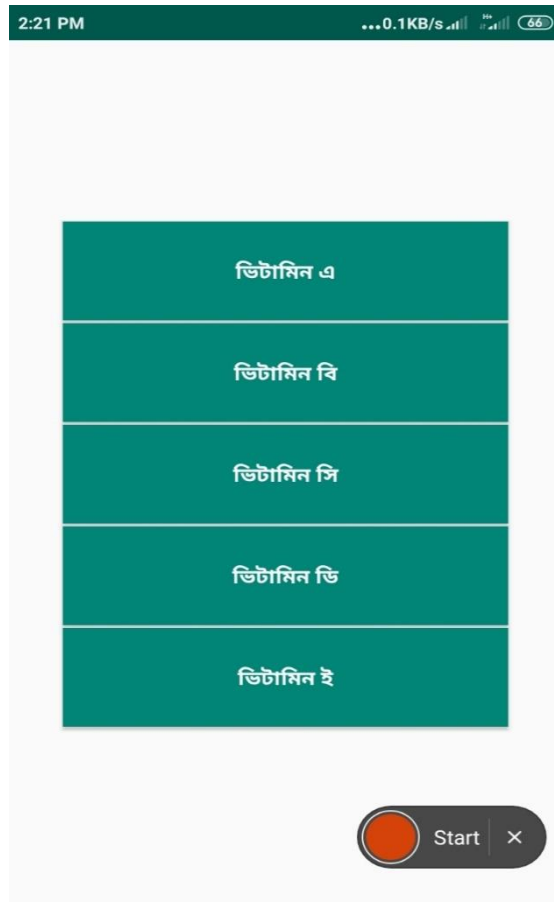 2:21 PM ...0.1KB/s H+ 66
ভিটামিন এ
ভিটামিন বি
ভিটামিন সি
ভিটামিন ডি
ভিটামিন ই
Start ×